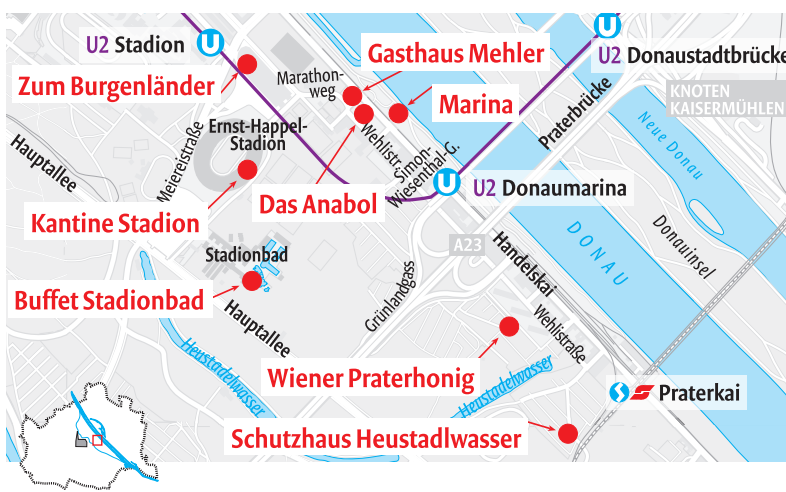 U2 Stadion
U
U
Gasthaus Mehler
U2 Donaustadtbrücke
Zum Burgenländer
Marathon-
weg
Marina
KNOTEN
KAISERMÜHLEN
Ernst-Happel-
Stadion
Wehlistr.
Simon-
Wiesenthal-G.
Praterbrücke
Neue Donau
Hauptallee
Meiereistraße
Das Anabol
U
U2 Donaumarina
Kantine Stadion
A23
Handelskai
DONAU
Donauinsel
Stadionbad
Buffet Stadionbad
Hauptallee
Grünlandgass
Wehlistraße
Heustadelwasser
Wiener Praterhonig
Heustadelwasser
S
Praterkai
Schutzhaus Heustadlwasser